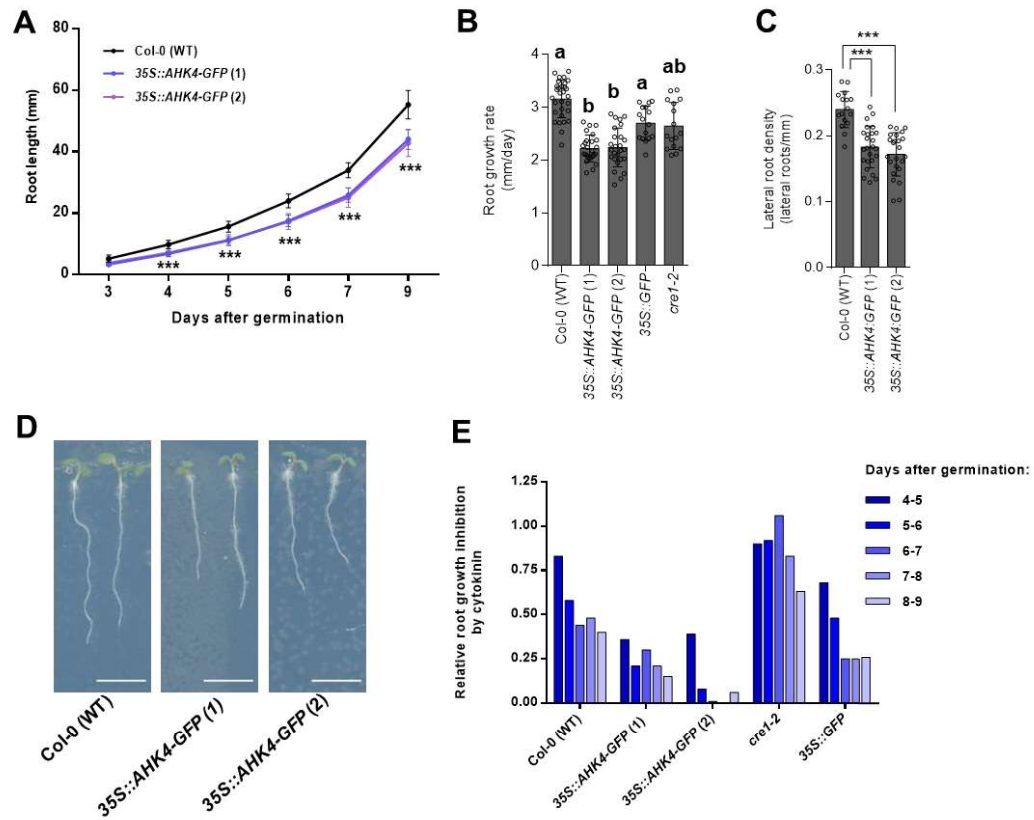 A
Root length (mm)
80
60
40
20
0
Col-0 (WT)
35S::AHK4-GFP (1)
35S::AHK4-GFP (2)
***
***
***
***
***
3
4
5
6
7
9
Days after germination
B
Root growth rate
(mm/day)
4
3
2
1
0
a
b
b
a
ab
Col-0 (WT)
35S::AHK4-GFP (1)
35S::AHK4-GFP (2)
35S::GFP
cre1-2
C
Lateral root density
(lateral roots/mm)
0.3
0.2
0.1
0.0
***
***
Col-0 (WT)
35S::AHK4:GFP (1)
35S::AHK4:GFP (2)
D
Col-0 (WT)
35S::AHK4-GFP (1)
35S::AHK4-GFP (2)
E
Relative root growth inhibition
by cytokinin
1.25
1.00
0.75
0.50
0.25
0.00
Col-0 (WT)
35S::AHK4-GFP (1)
35S::AHK4-GFP (2)
cre1-2
35S::GFP
Days after germination:
4-5
5-6
6-7
7-8
8-9